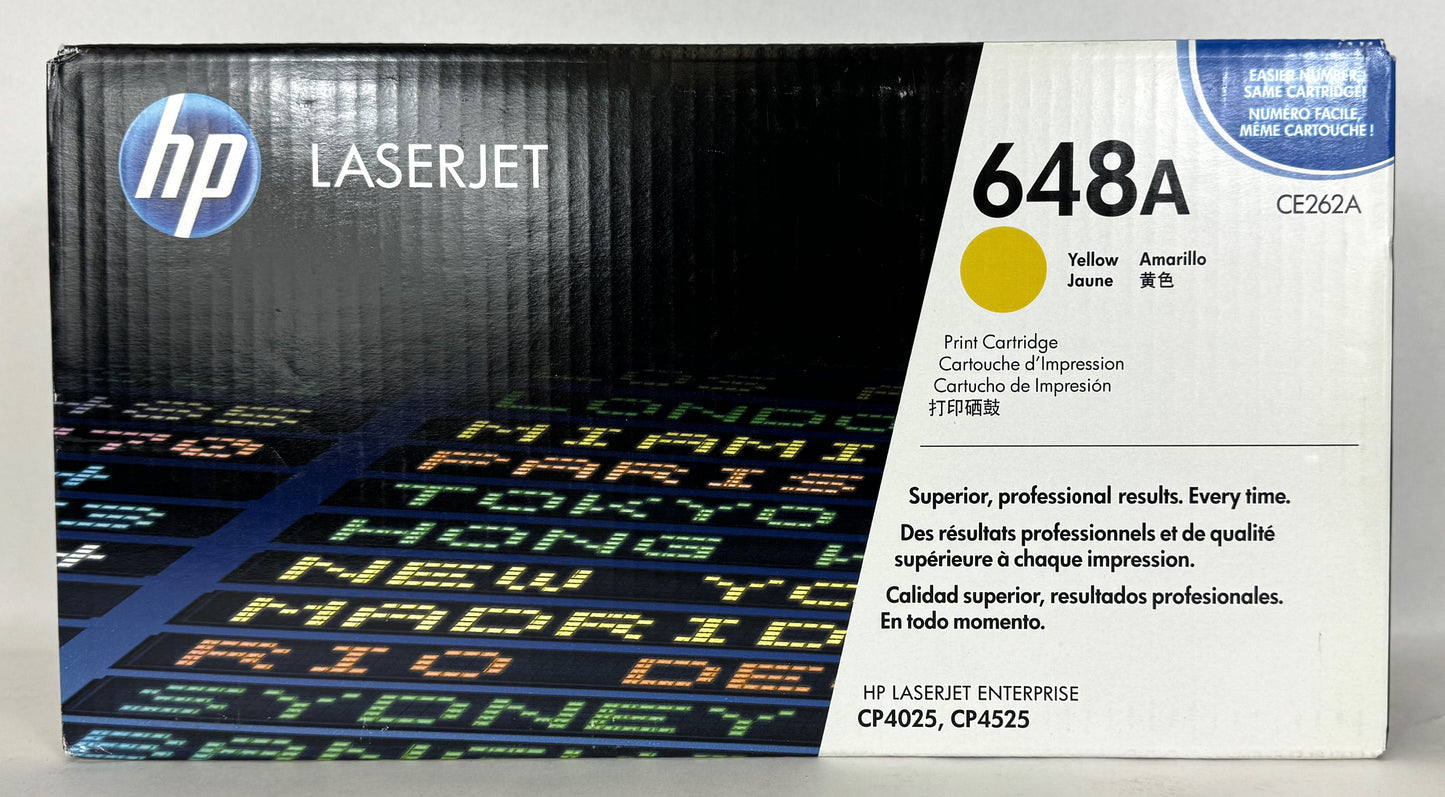 hp
LASERJET
EASIER NUMBER,
SAME CARTRIDGE!
NUMÉRO FACILE,
MÊME CARTOUCHE !
648A
CE262A
Yellow Amarillo
Jaune 黄色
Print Cartridge
Cartouche d'Impression
Cartucho de Impresión
打印硒鼓
Superior, professional results. Every time.
Des résultats professionnels et de qualité
supérieure à chaque impression.
Calidad superior, resultados profesionales.
En todo momento.
HP LASERJET ENTERPRISE
CP4025, CP4525
LONDO
MIAMI
PARIS
TOKYO
HONG K
NEW YO
MADRID
RIO DE
SYDNEY